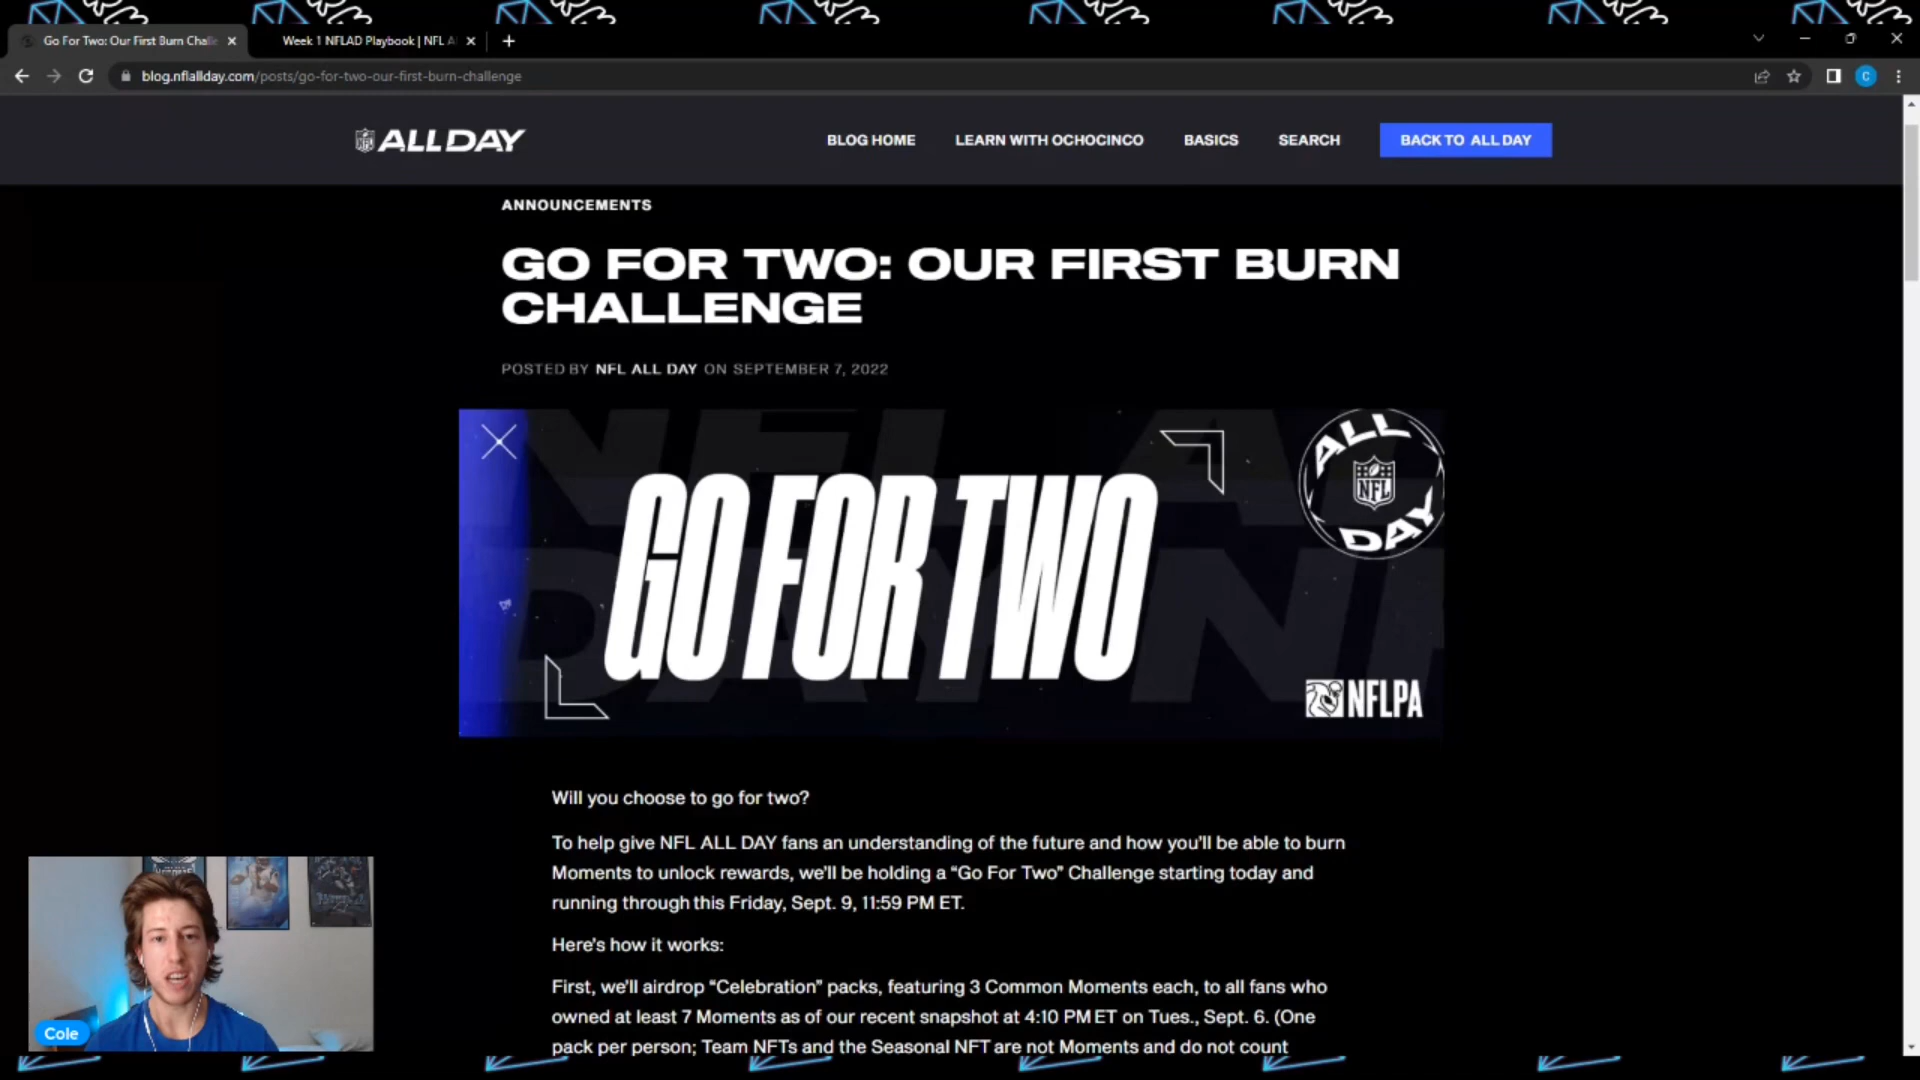 Go For Two: Our First Burn Challe
Week 1 NFLAD Playbook | NFL A
blog.nflallday.com/posts/go-for-two-our-first-burn-challenge
C
NFL ALL DAY
BLOG HOME
LEARN WITH OCHOCINCO
BASICS
SEARCH
BACK TO ALL DAY
ANNOUNCEMENTS
GO FOR TWO: OUR FIRST BURN
CHALLENGE
POSTED BY NFL ALL DAY ON SEPTEMBER 7, 2022
NFL AL
DAY NF
GO FOR TWO
ALL
NFL
DAY
NFLPA
Will you choose to go for two?
To help give NFL ALL DAY fans an understanding of the future and how you'll be able to burn
Moments to unlock rewards, we'll be holding a “Go For Two” Challenge starting today and
running through this Friday, Sept. 9, 11:59 PM ET.
Here's how it works:
First, we'll airdrop “Celebration” packs, featuring 3 Common Moments each, to all fans who
owned at least 7 Moments as of our recent snapshot at 4:10 PM ET on Tues., Sept. 6. (One
pack per person; Team NFTs and the Seasonal NFT are not Moments and do not count
Cole